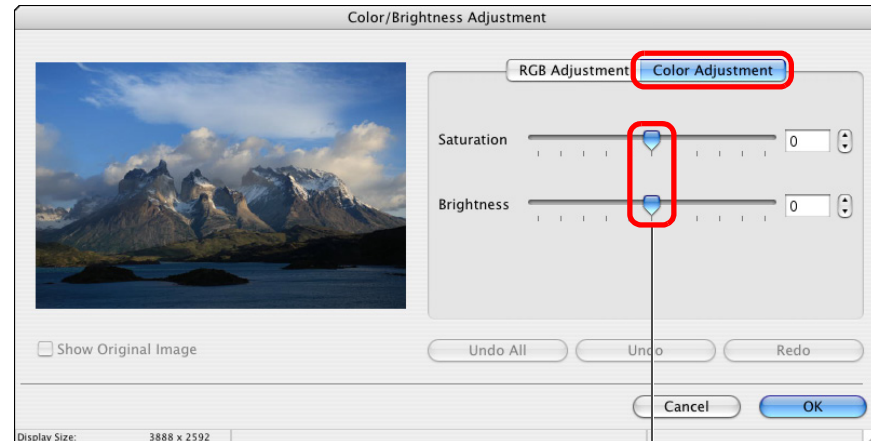 Color/Brightness Adjustment
RGB Adjustment Color Adjustment
Saturation 0
Brightness 0
Show Original Image
Undo All Undo Redo
Cancel OK
Display Size: 3888 x 2592